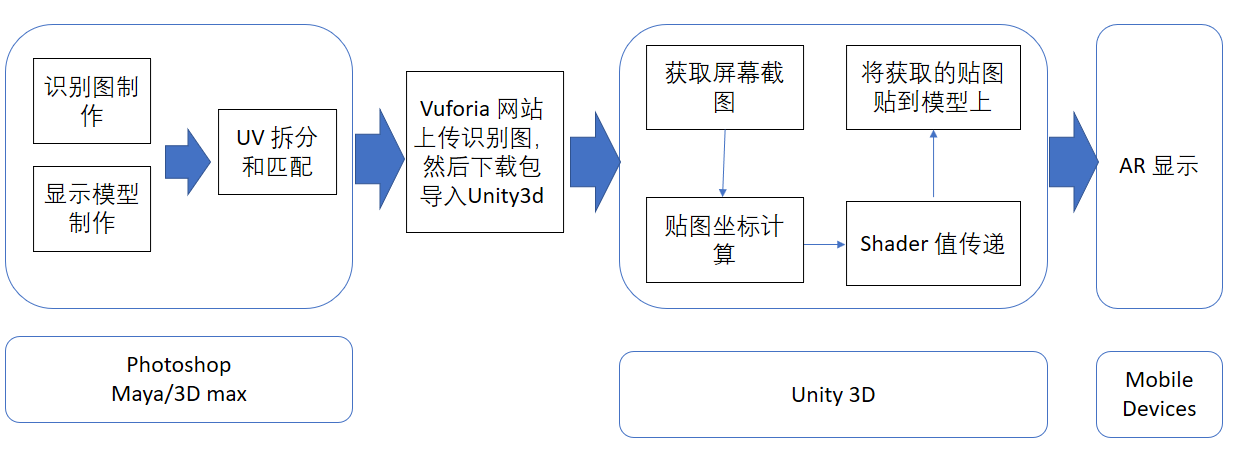 识别图制
作
显示模型
制作
UV 拆分
和匹配
Vuforia 网站
上传识别图,
然后下载包
导入Unity3d
获取屏幕截
图
贴图坐标计
算
Shader 值传递
将获取的贴图
贴到模型上
AR 显示
Photoshop
Maya/3D max
Unity 3D
Mobile
Devices